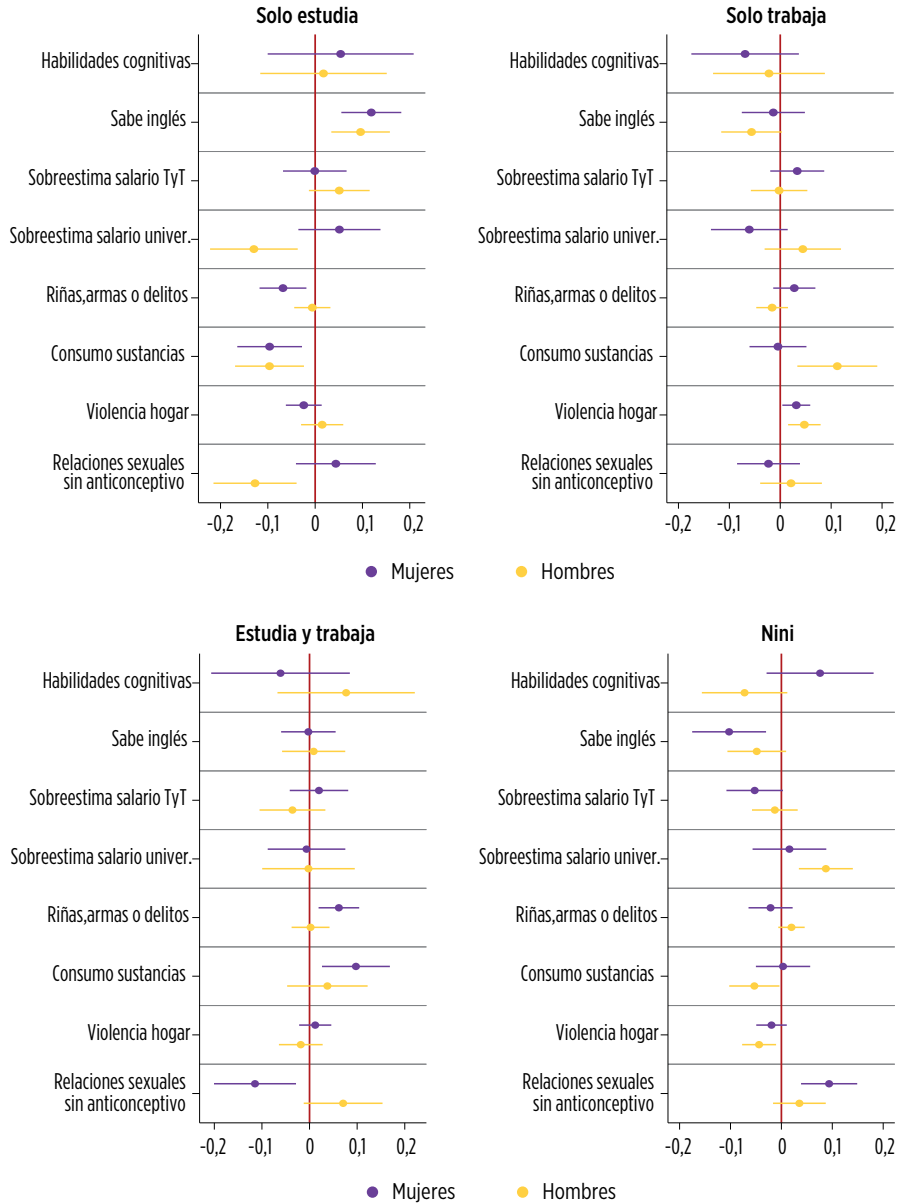 Solo estudia
Habilidades cognitivas
Sabe inglés
Sobreestima salario TyT
Sobreestima salario univer.
Riñas,armas o delitos
Consumo sustancias
Violencia hogar
Relaciones sexuales
sin anticonceptivo
-0,2 -0,1 0 0,1 0,2
Solo trabaja
Habilidades cognitivas
Sabe inglés
Sobreestima salario TyT
Sobreestima salario univer.
Riñas,armas o delitos
Consumo sustancias
Violencia hogar
Relaciones sexuales
sin anticonceptivo
-0,2 -0,1 0 0,1 0,2
Mujeres Hombres
Estudia y trabaja
Habilidades cognitivas
Sabe inglés
Sobreestima salario TyT
Sobreestima salario univer.
Riñas,armas o delitos
Consumo sustancias
Violencia hogar
Relaciones sexuales
sin anticonceptivo
-0,2 -0,1 0 0,1 0,2
Nini
Habilidades cognitivas
Sabe inglés
Sobreestima salario TyT
Sobreestima salario univer.
Riñas,armas o delitos
Consumo sustancias
Violencia hogar
Relaciones sexuales
sin anticonceptivo
-0,2 -0,1 0 0,1 0,2
Mujeres Hombres